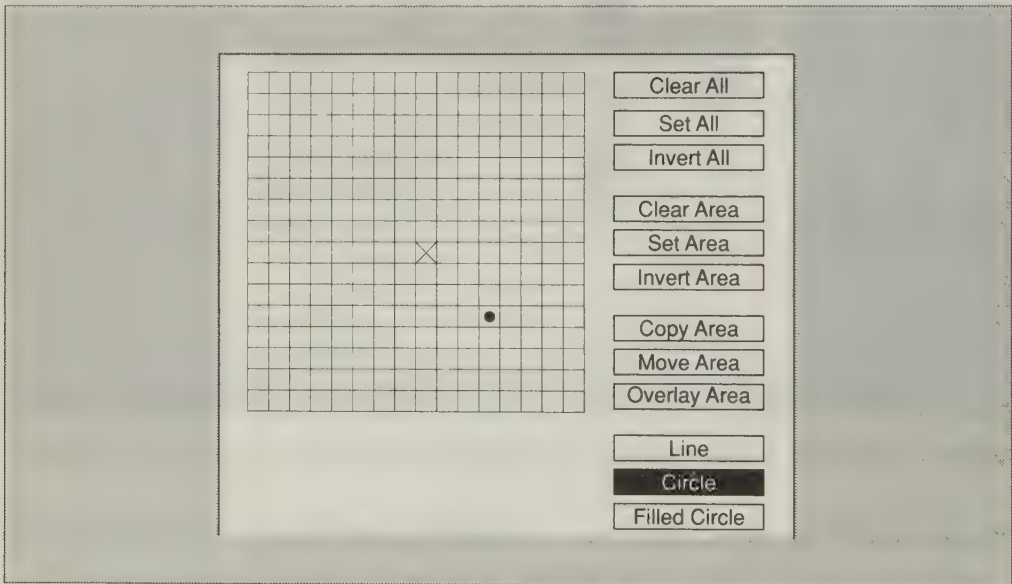 Clear All
Set All
Invert All
Clear Area
Set Area
Invert Area
Copy Area
Move Area
Overlay Area
Line
Circle
Filled Circle